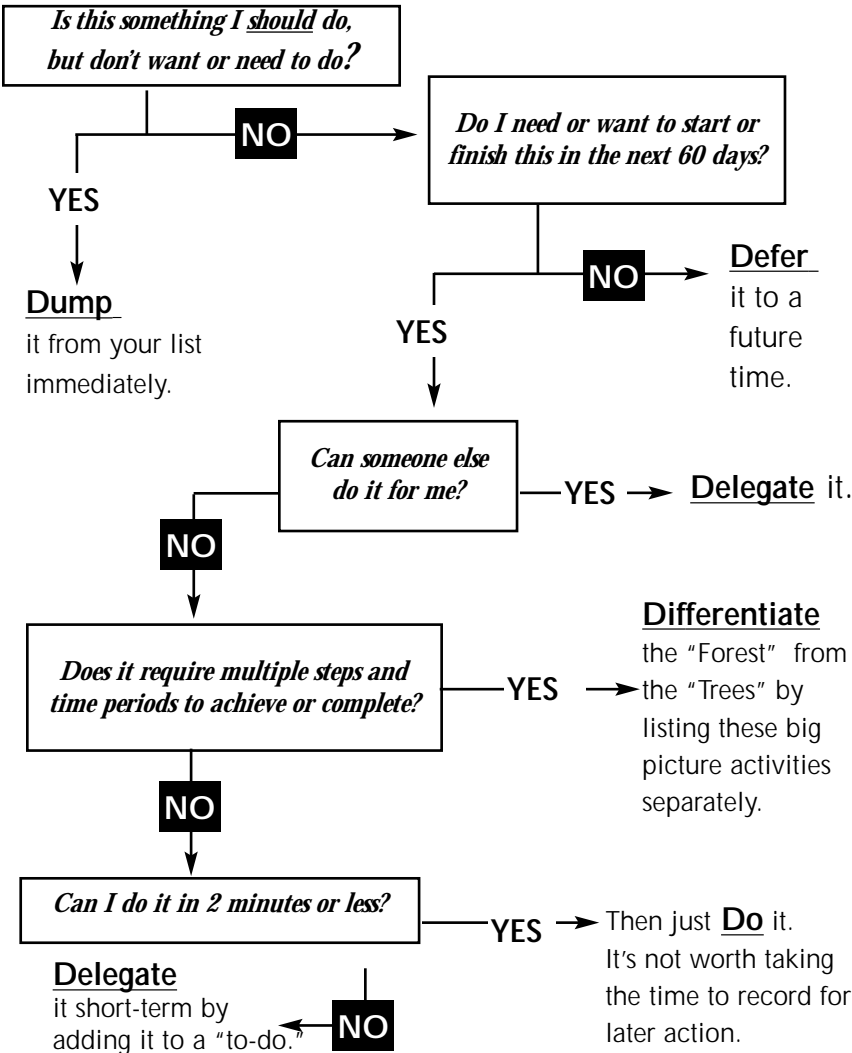 Is this something I should do,
but don't want or need to do?
NO
Do I need or want to start or
finish this in the next 60 days?
YES
Dump
it from your list
immediately.
NO
Defer
it to a
future
time.
YES
Can someone else
do it for me?
YES
Delegate it.
NO
Does it require multiple steps and
time periods to achieve or complete?
YES
Differentiate
the "Forest" from
the "Trees" by
listing these big
picture activities
separately.
NO
Can I do it in 2 minutes or less?
YES
Then just Do it.
It's not worth taking
the time to record for
later action.
NO
Delegate
it short-term by
adding it to a "to-do."